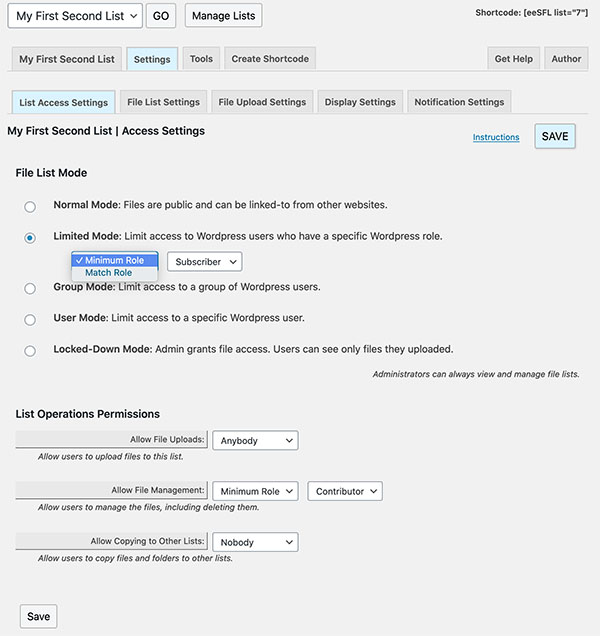 My First Second List GO Manage Lists Shortcode: [eeSFL list="7"]
My First Second List Settings Tools Create Shortcode Get Help Author
List Access Settings File List Settings File Upload Settings Display Settings Notification Settings
My First Second List | Access Settings Instructions SAVE
File List Mode
Normal Mode: Files are public and can be linked-to from other websites.
Limited Mode: Limit access to Wordpress users who have a specific Wordpress role.
✓ Minimum Role Subscriber
Match Role
Group Mode: Limit access to a group of Wordpress users.
User Mode: Limit access to a specific Wordpress user.
Locked-Down Mode: Admin grants file access. Users can see only files they uploaded.
Administrators can always view and manage file lists.
List Operations Permissions
Allow File Uploads: Anybody
Allow users to upload files to this list.
Allow File Management: Minimum Role Contributor
Allow users to manage the files, including deleting them.
Allow Copying to Other Lists: Nobody
Allow users to copy files and folders to other lists.
Save